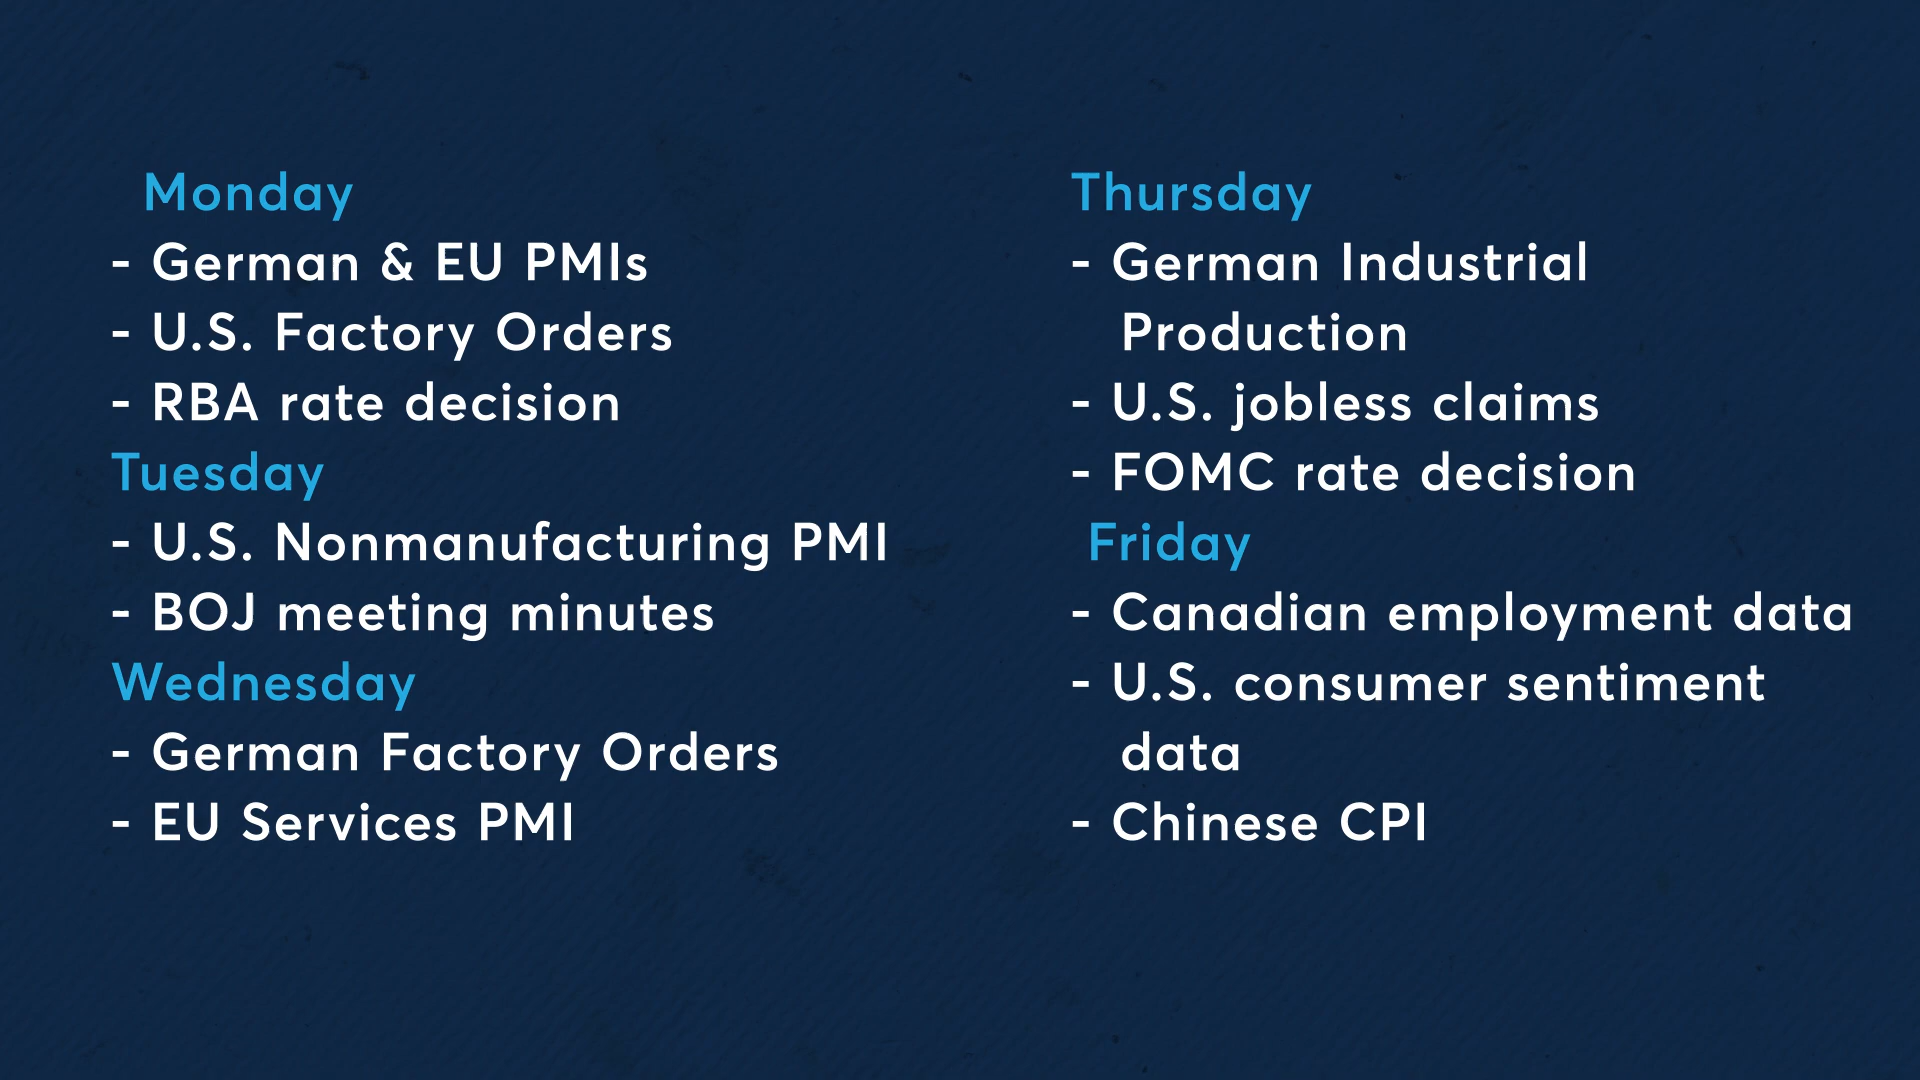 Monday
- German & EU PMIs
- U.S. Factory Orders
- RBA rate decision
Tuesday
- U.S. Nonmanufacturing PMI
- BOJ meeting minutes
Wednesday
- German Factory Orders
- EU Services PMI
Thursday
- German Industrial
Production
- U.S. jobless claims
- FOMC rate decision
Friday
- Canadian employment data
- U.S. consumer sentiment
data
- Chinese CPI